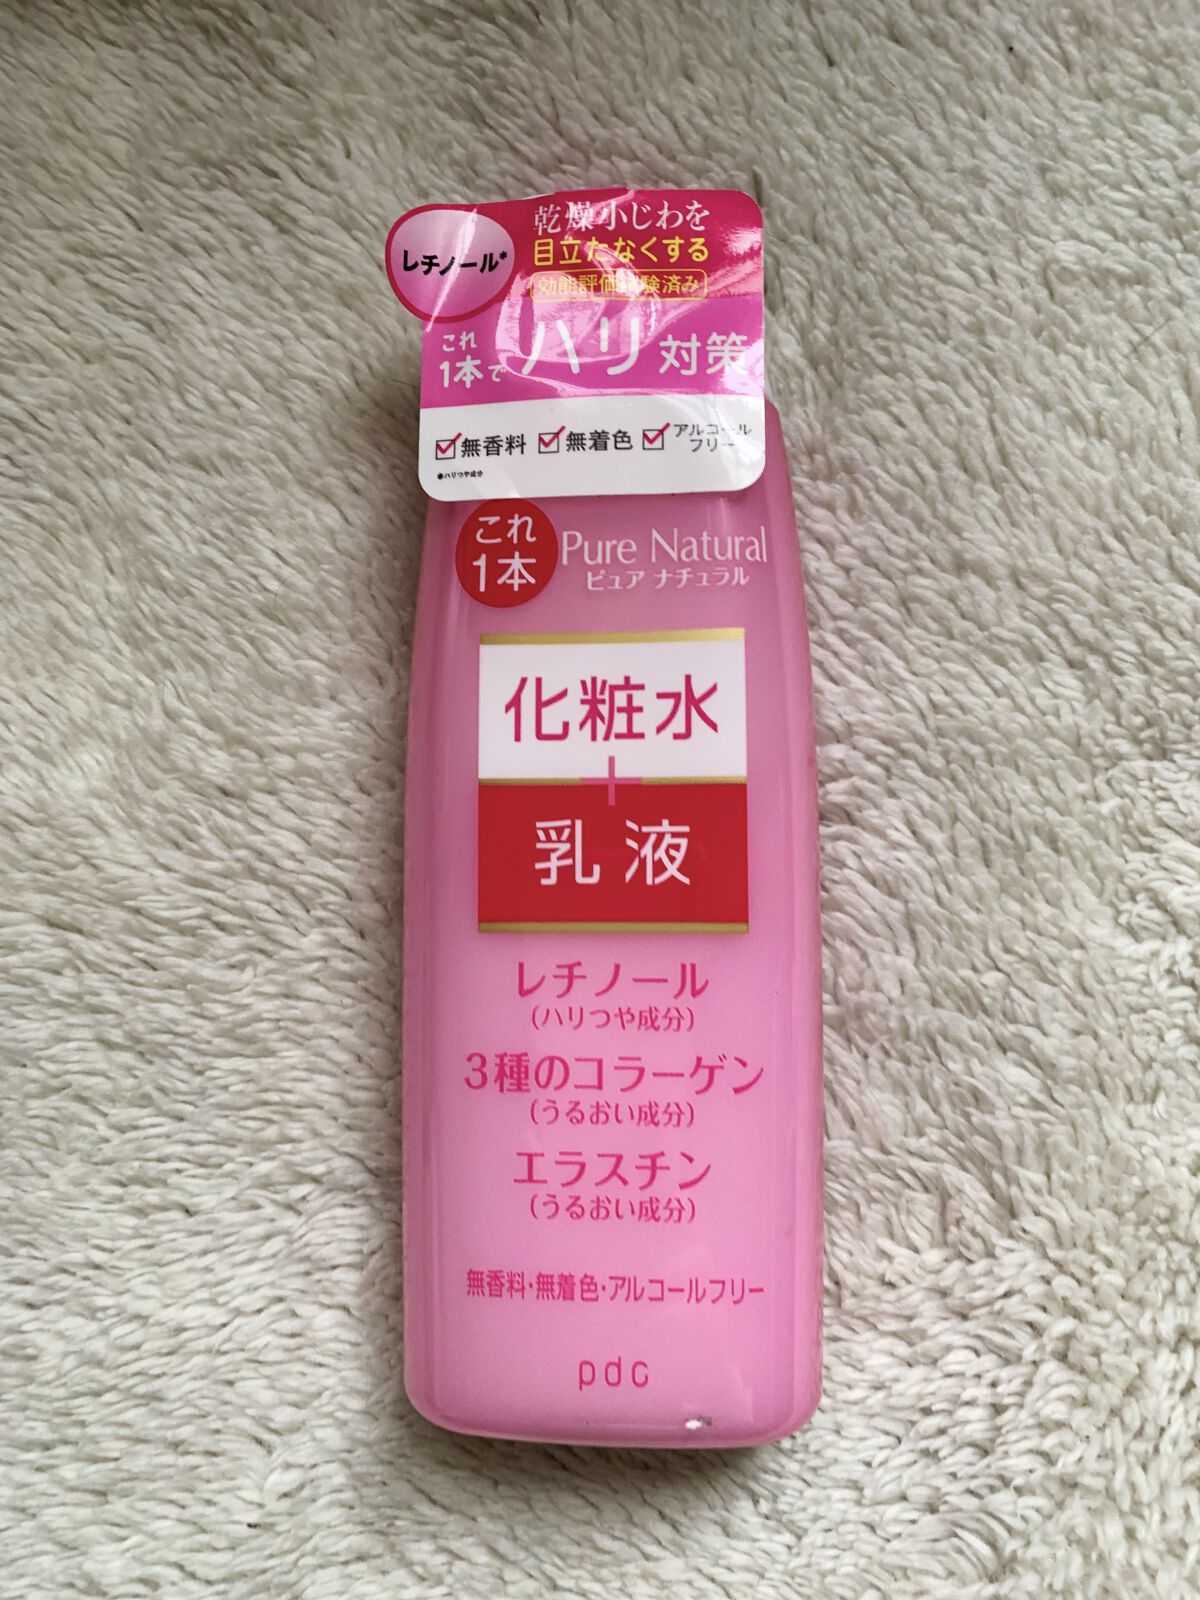 レチノール*
乾燥小じわを
目立たなくする
効能評価試験済み
これ
1本で
ハリ対策
無香料
無着色
アルコール
フリー
*ハリつや成分
これ
1本
Pure Natural
ピュア ナチュラル
化粧水
+
乳液
レチノール
(ハリつや成分)
3種のコラーゲン
(うるおい成分)
エラスチン
(うるおい成分)
無香料・無着色・アルコールフリー
pdc